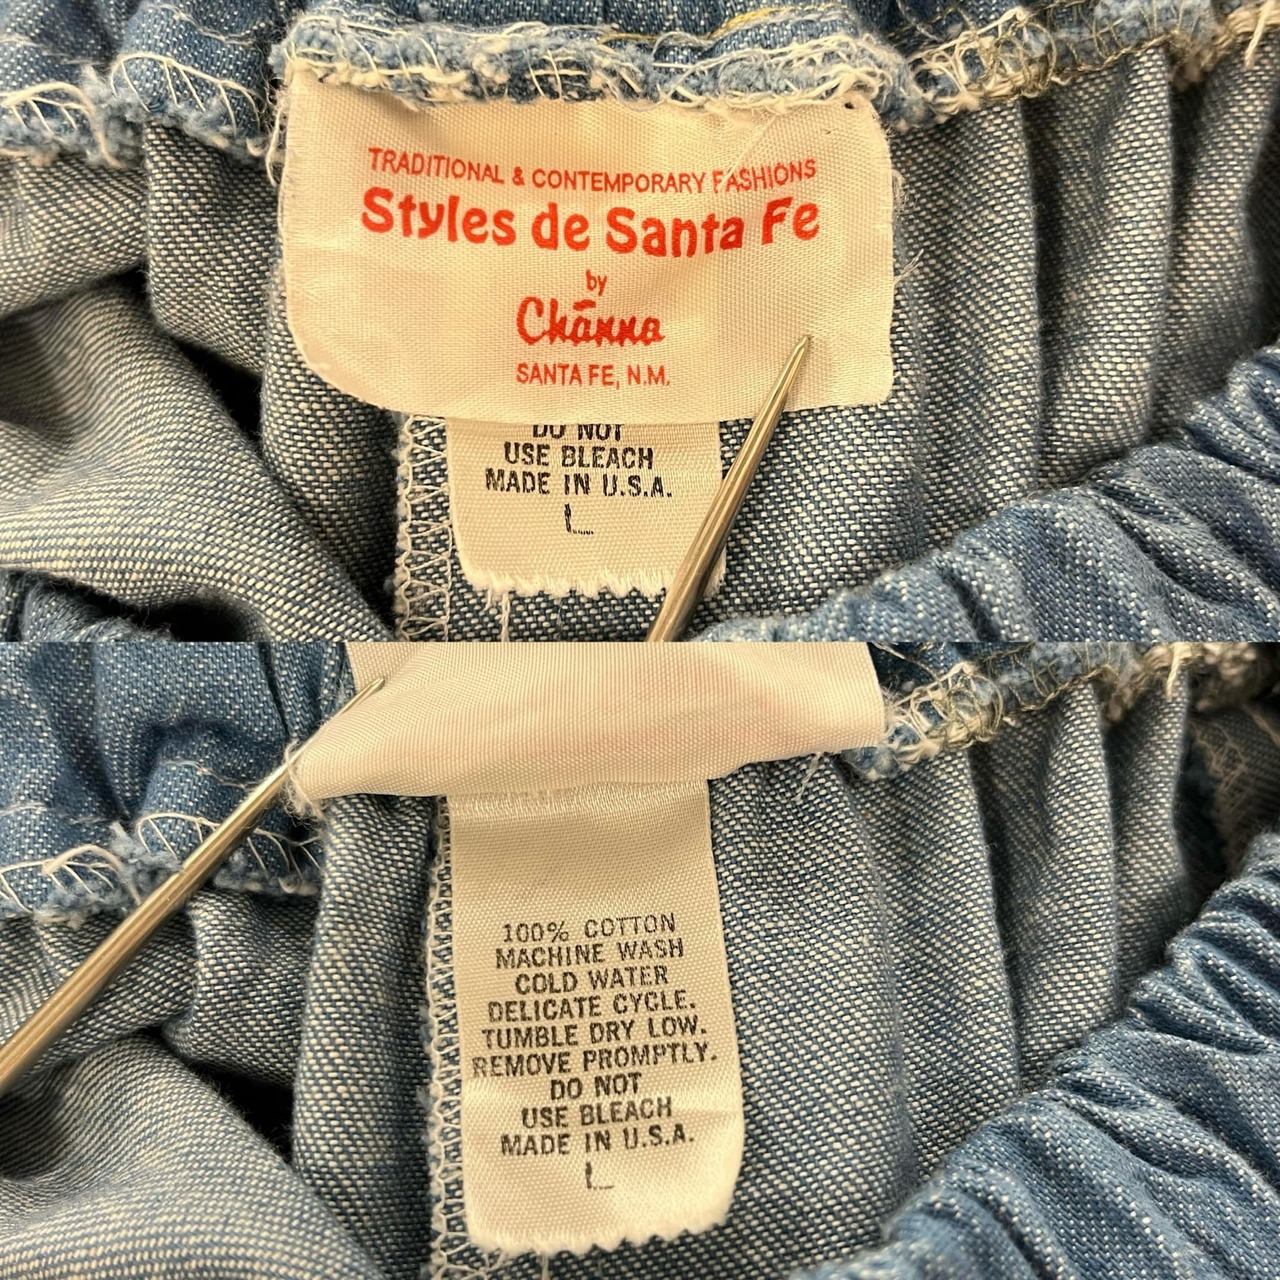 TRADITIONAL & CONTEMPORARY FASHIONS
Styles de Santa Fe
by
Chānna
SANTA FE, N.M.
DO NOT
USE BLEACH
MADE IN U.S.A.
L
100% COTTON
MACHINE WASH
COLD WATER
DELICATE CYCLE.
TUMBLE DRY LOW.
REMOVE PROMPTLY.
DO NOT
USE BLEACH
MADE IN U.S.A.
L